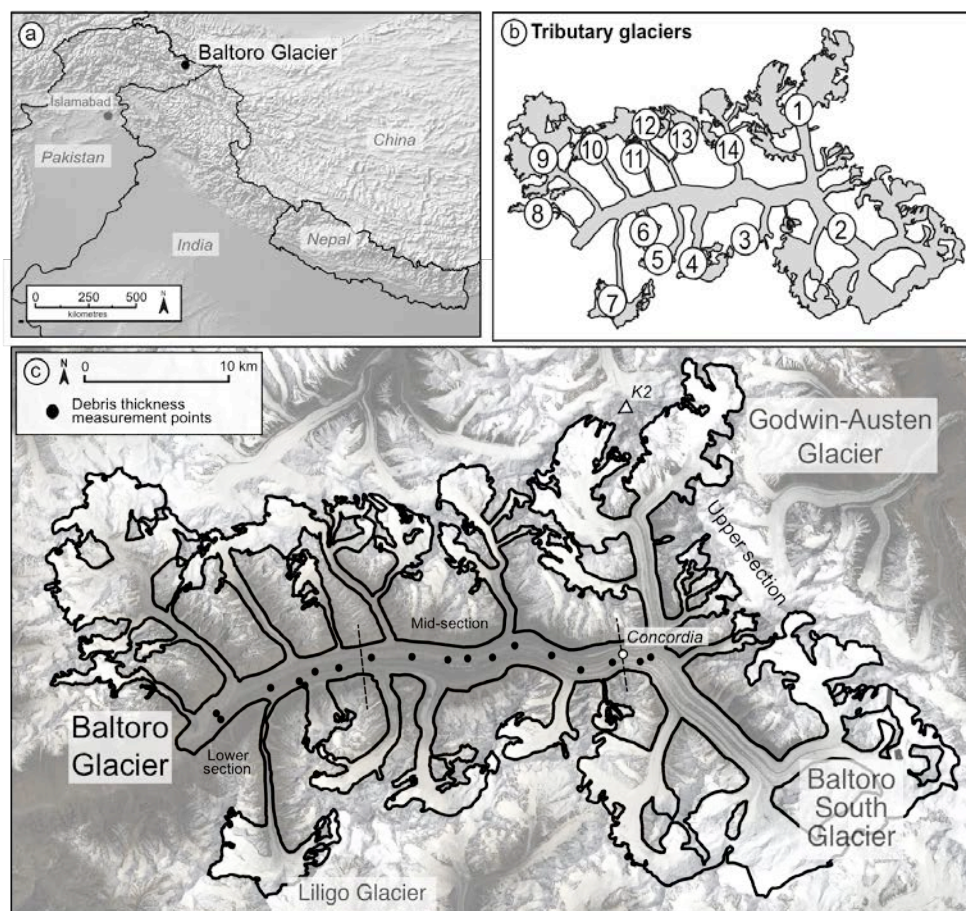 a
Baltoro Glacier
Islamabad
China
Pakistan
India
Nepal
0 250 500
kilometres
N
b Tributary glaciers
1
12
13
14
10
11
9
8
2
6
3
5
4
7
c
N
0 10 km
Debris thickness
measurement points
K2
Godwin-Austen
Glacier
Upper section
Mid-section
Concordia
Baltoro
Glacier
Lower
section
Baltoro
South
Glacier
Liligo Glacier